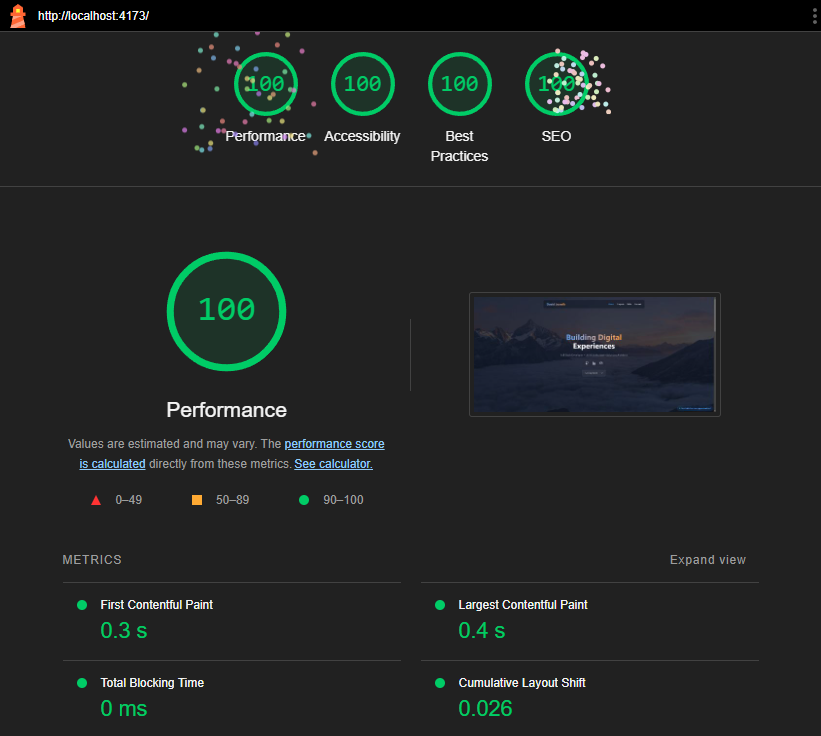 http://localhost:4173/
100 100 100 100
Performance Accessibility Best Practices SEO
100
Building Digital
Experiences
Performance
Values are estimated and may vary. The performance score
is calculated directly from these metrics. See calculator.
0–49 50–89 90–100
METRICS Expand view
First Contentful Paint Largest Contentful Paint
0.3 s 0.4 s
Total Blocking Time Cumulative Layout Shift
0 ms 0.026